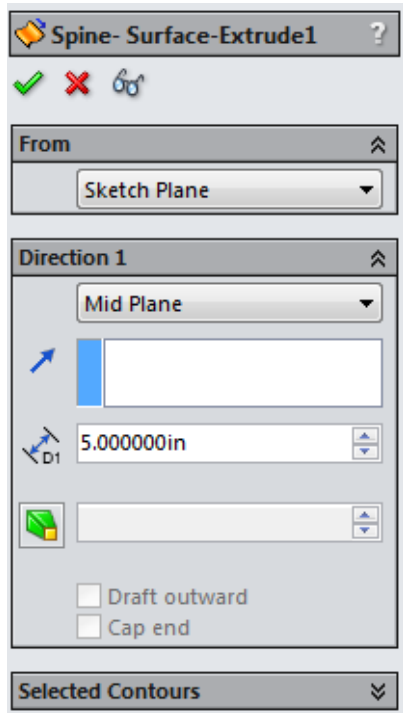 Spine- Surface-Extrude1 ?
From
Sketch Plane
Direction 1
Mid Plane
D1 5.000000in
Draft outward
Cap end
Selected Contours